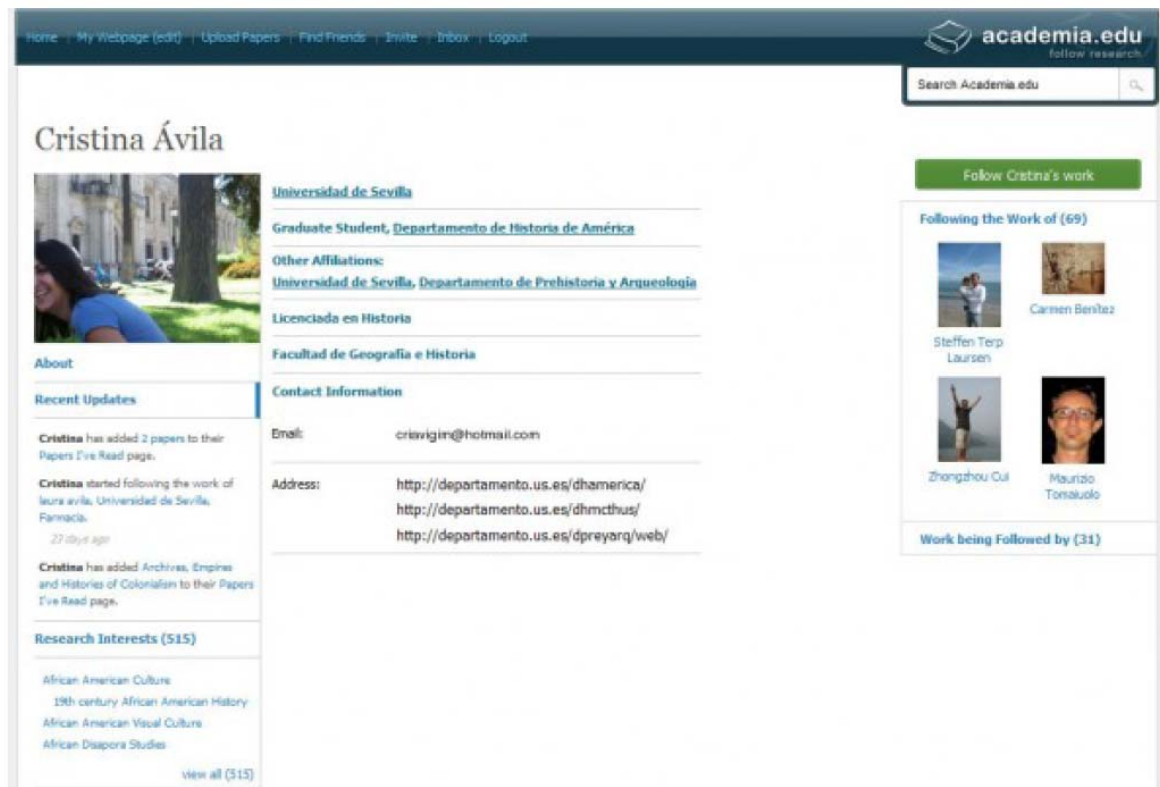 Home | My Webpage (edit) | Upload Papers | Find Friends | Invite | Inbox | Logout
academia.edu
follow research
Search Academia.edu
Cristina Ávila
Universidad de Sevilla
Graduate Student, Departamento de Historia de América
Other Affiliations:
Universidad de Sevilla, Departamento de Prehistoria y Arqueología
Licenciada en Historia
Facultad de Geografía e Historia
Contact Information
Email: criavigim@hotmail.com
Address: http://departamento.us.es/dhamerica/
http://departamento.us.es/dhmcthus/
http://departamento.us.es/dpreyarq/web/
About
Recent Updates
Cristina has added 2 papers to their
Papers I've Read page.
Cristina started following the work of
laura avila, Universidad de Sevilla,
Farmacia.
23 days ago
Cristina has added Archives, Empires
and Histories of Colonialism to their Papers
I've Read page.
Research Interests (515)
African American Culture
19th century African American History
African American Visual Culture
African Diaspora Studies
view all (515)
Follow Cristina's work
Following the Work of (69)
Steffen Terp
Laursen
Carmen Benítez
Zhongzhou Cui
Maurizio
Tomaiuolo
Work being Followed by (31)